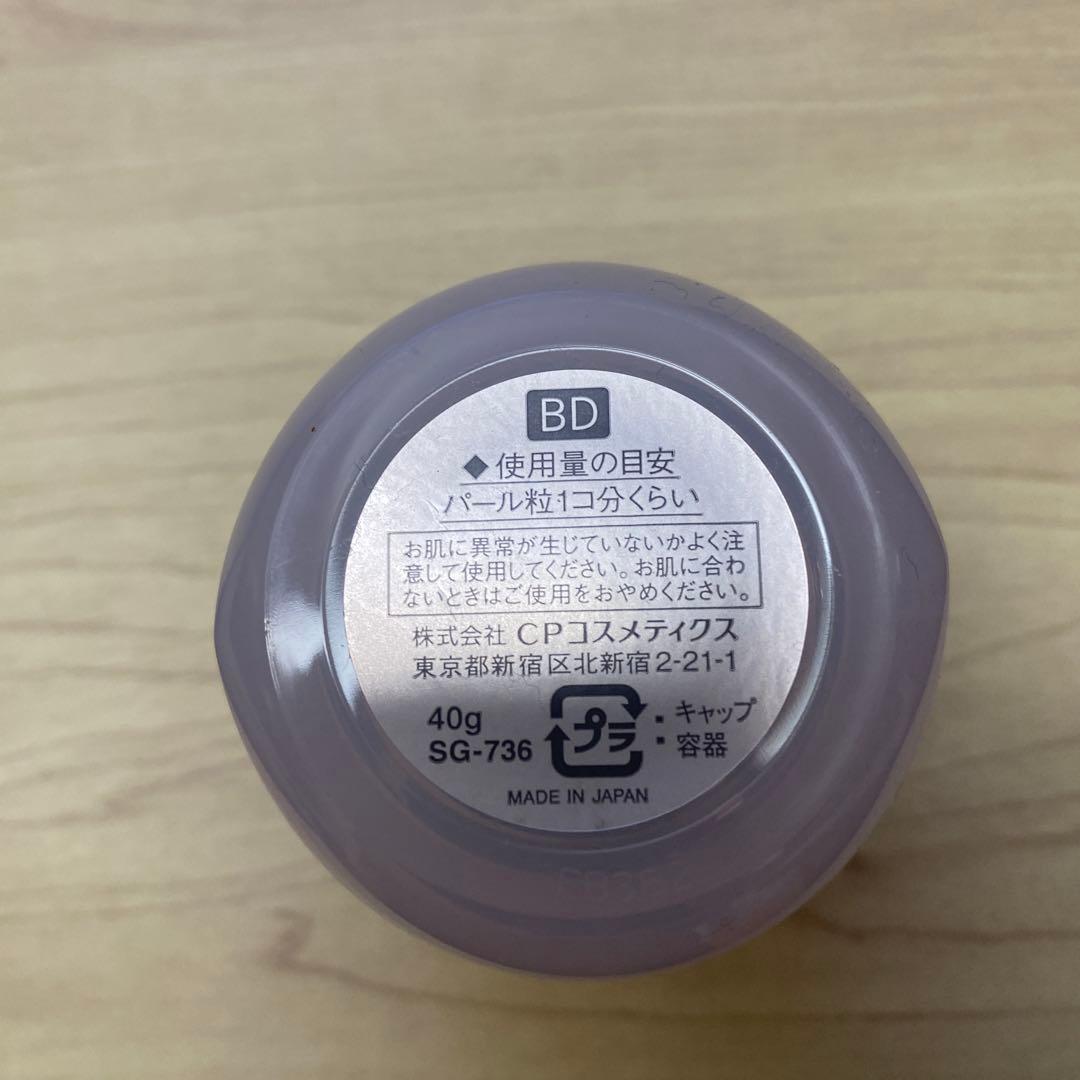 BD
◆使用量の目安
パール粒1コ分くらい
お肌に異常が生じていないかよく注
意して使用してください。お肌に合わ
ないときはご使用をおやめください。
株式会社 CPコスメティクス
東京都新宿区北新宿2-21-1
40g
SG-736
プラ
: キャップ
: 容器
MADE IN JAPAN